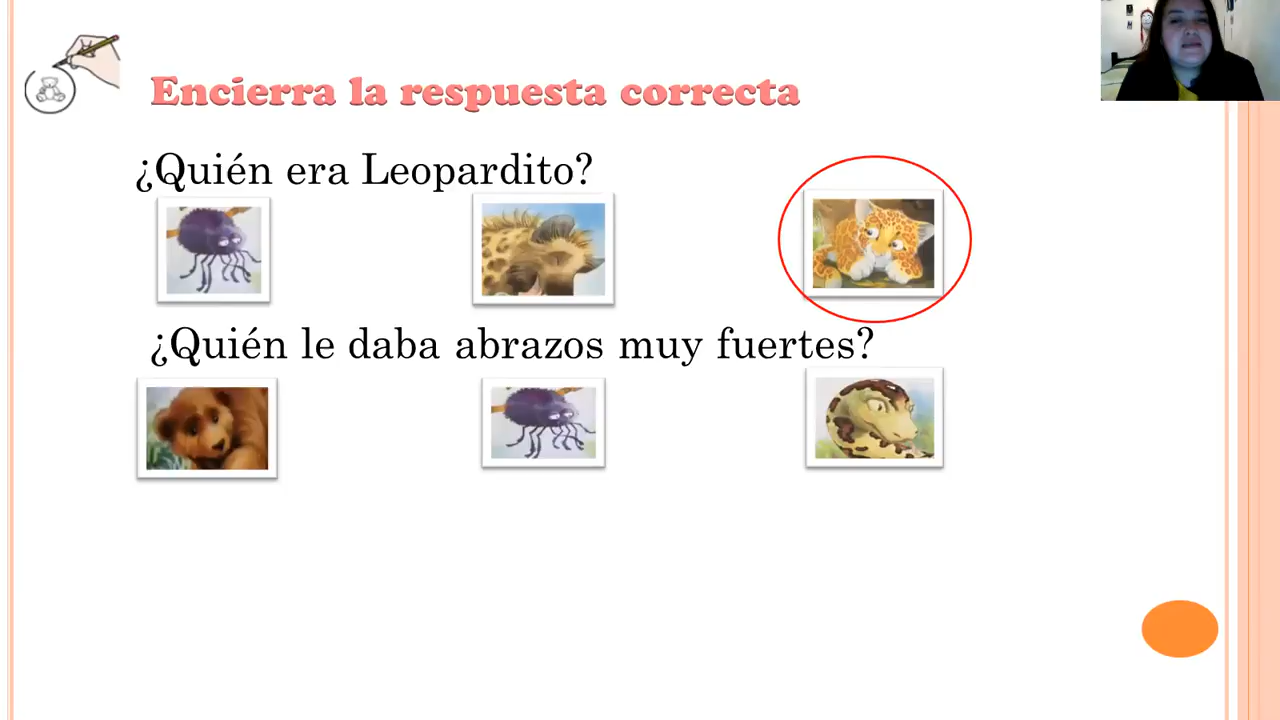 Encierra la respuesta correcta
¿Quién era Leopardito?
¿Quién le daba abrazos muy fuertes?